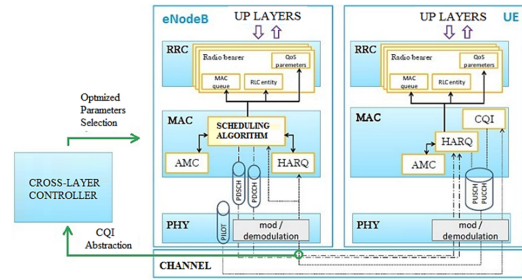 eNodeB
UP LAYERS
RRC
Radio bearer
QoS
paremeters
MAC
queue
RLC entity
MAC
SCHEDULING
ALGORITHM
AMC
HARQ
PDSCH
PDCCH
PHY
PILOT
mod /
demodulation
UE
UP LAYERS
RRC
Radio bearer
QoS
parameters
MAC
queue
RLC entity
MAC
CQI
HARQ
AMC
PUSCH
PUCCH
PHY
mod /
demodulation
CHANNEL
Optmized
Parameters
Selection
CROSS-LAYER
CONTROLLER
CQI
Abstraction